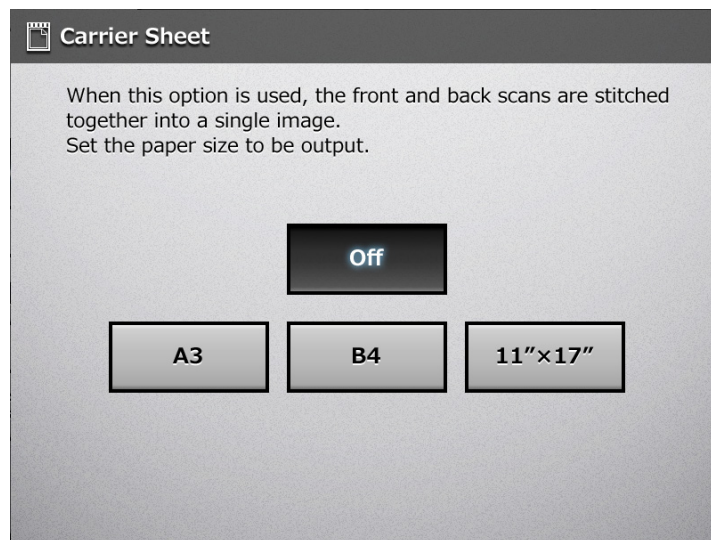 Carrier Sheet
When this option is used, the front and back scans are stitched
together into a single image.
Set the paper size to be output.
Off
A3
B4
11″×17″